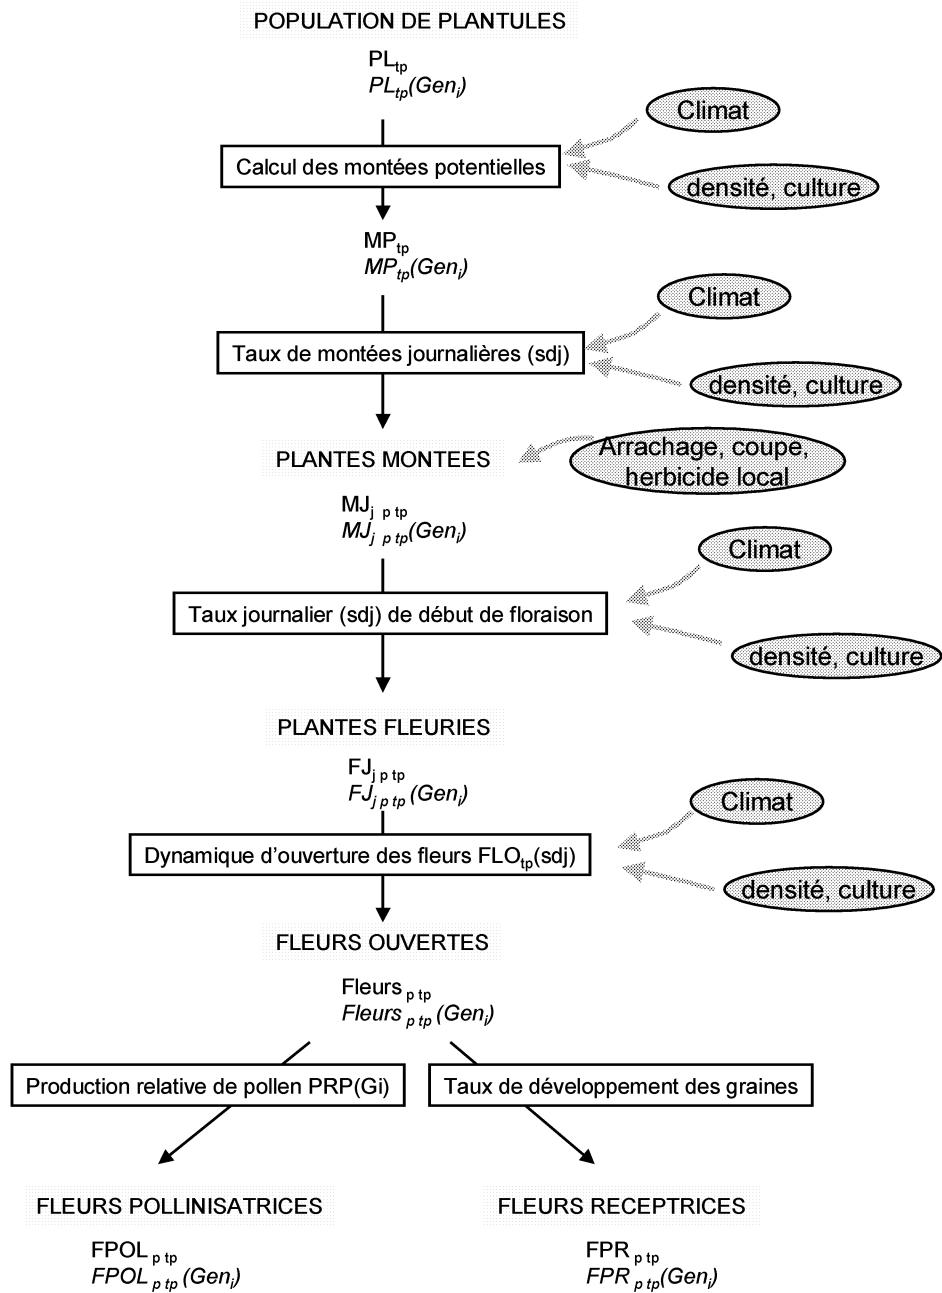 POPULATION DE PLANTULES
PLtp
PLtp(Geni)
Climat
Calcul des montées potentielles
densité, culture
MPtp
MPtp(Geni)
Climat
Taux de montées journalières (sdj)
densité, culture
PLANTES MONTEES
Arrachage, coupe,
herbicide local
MJj p tp
MJj p tp(Geni)
Climat
Taux journalier (sdj) de début de floraison
densité, culture
PLANTES FLEURIES
FJj p tp
FJj p tp(Geni)
Climat
Dynamique d'ouverture des fleurs FLOtp(sdj)
densité, culture
FLEURS OUVERTES
Fleurs p tp
Fleurs p tp (Geni)
Production relative de pollen PRP(Gi)
Taux de développement des graines
FLEURS POLLINISATRICES
FPOL p tp
FPOL p tp (Geni)
FLEURS RECEPTRICES
FPR p tp
FPR p tp(Geni)